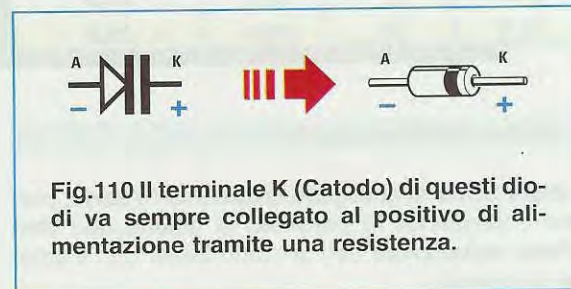 A K A K
− + − +
Fig.110 Il terminale K (Catodo) di questi dio-
di va sempre collegato al positivo di ali-
mentazione tramite una resistenza.